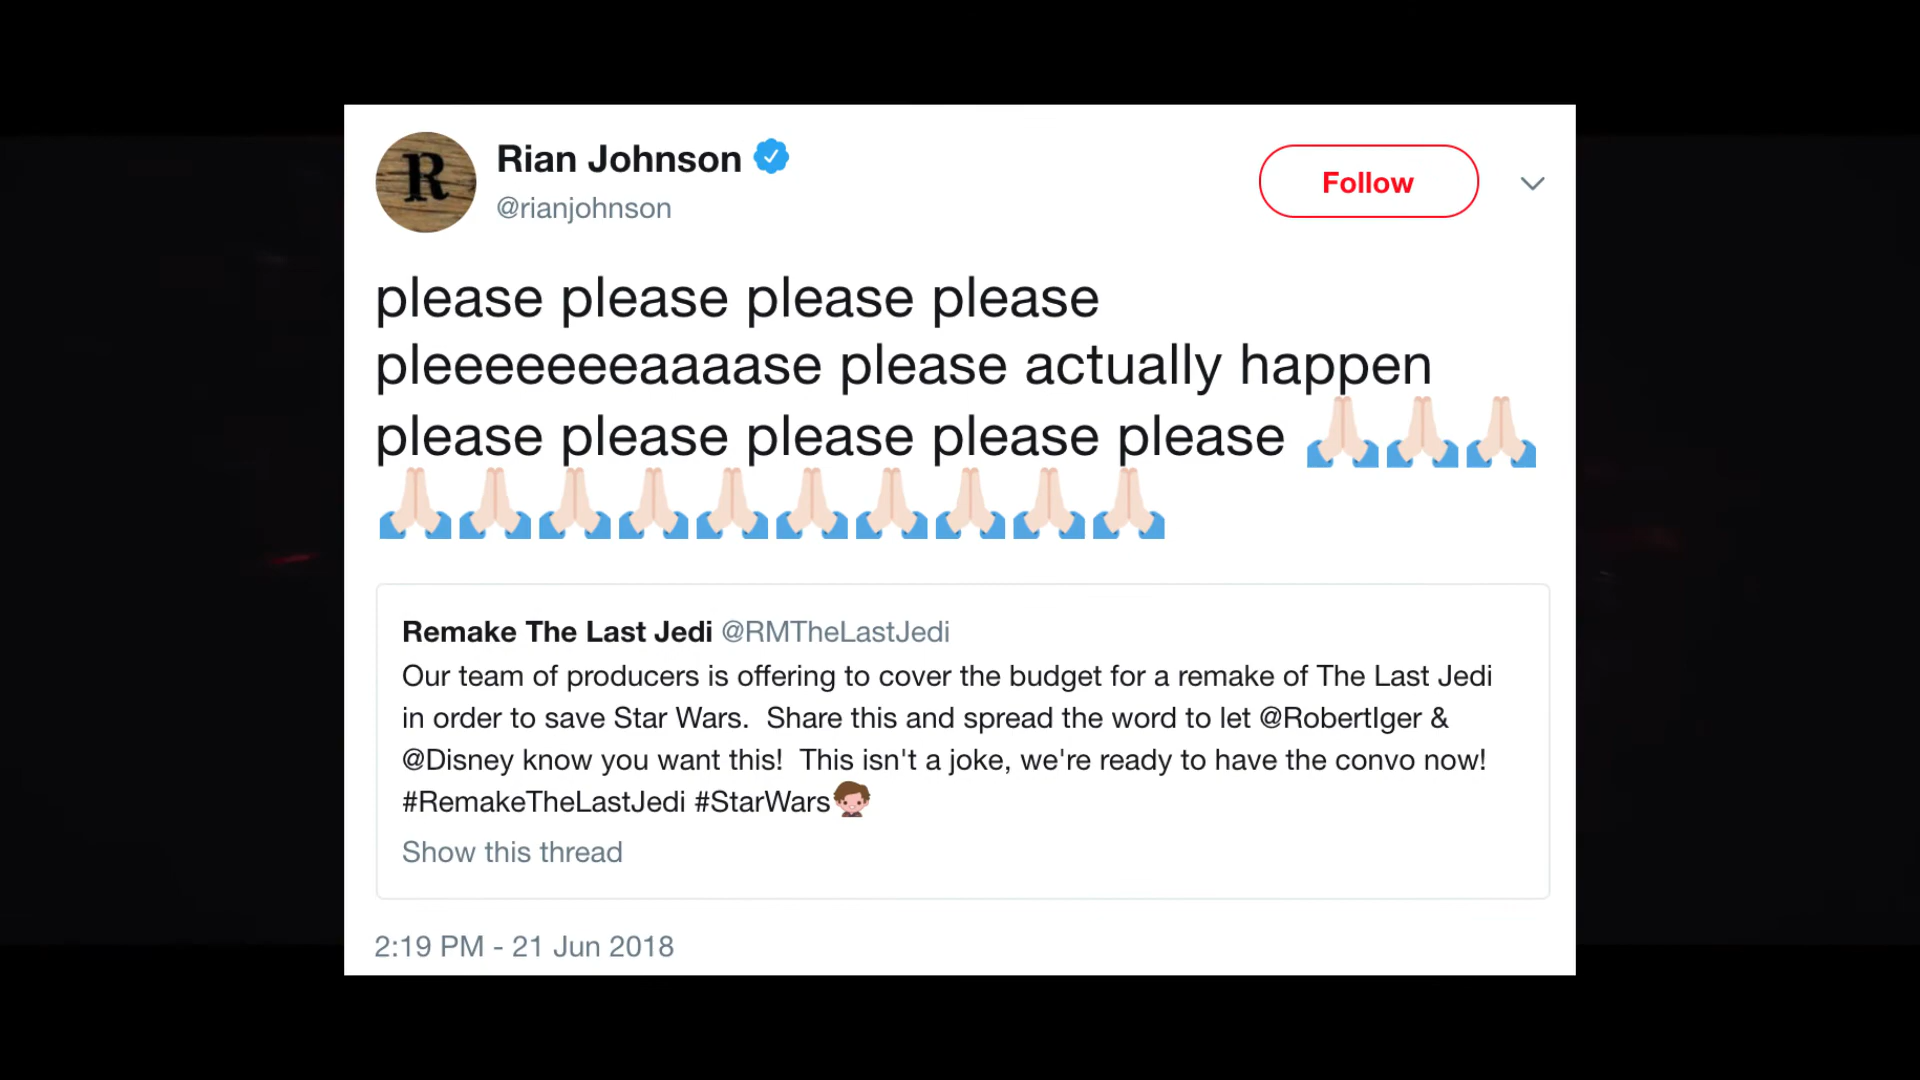 R
Rian Johnson
Follow
@rianjohnson
please please please please
pleeeeeeeaaaase please actually happen
please please please please please 🙏🏻🙏🏻🙏🏻
🙏🏻🙏🏻🙏🏻🙏🏻🙏🏻🙏🏻🙏🏻🙏🏻🙏🏻🙏🏻
Remake The Last Jedi @RMTheLastJedi
Our team of producers is offering to cover the budget for a remake of The Last Jedi
in order to save Star Wars.  Share this and spread the word to let @RobertIger &
@Disney know you want this!  This isn't a joke, we're ready to have the convo now!
#RemakeTheLastJedi #StarWars
Show this thread
2:19 PM - 21 Jun 2018